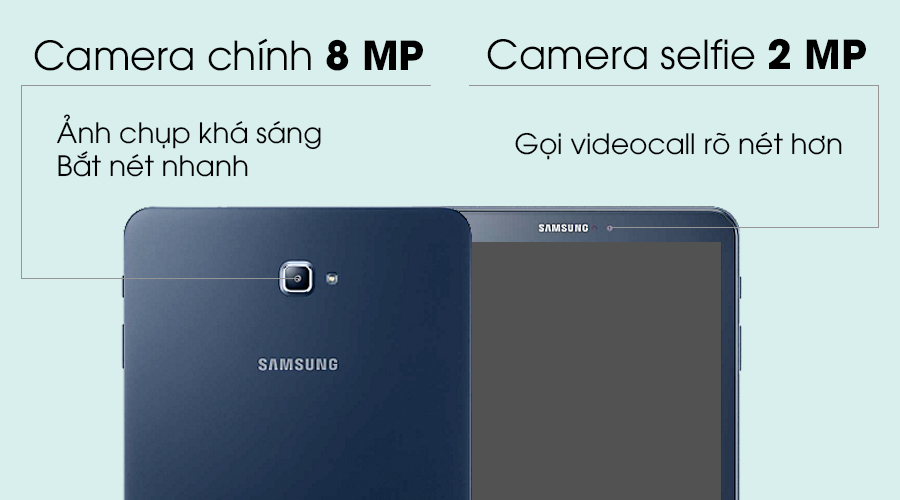 Camera chính 8 MP
Ảnh chụp khá sáng
Bắt nét nhanh
Camera selfie 2 MP
Gọi videocall rõ nét hơn
SAMSUNG
SAMSUNG